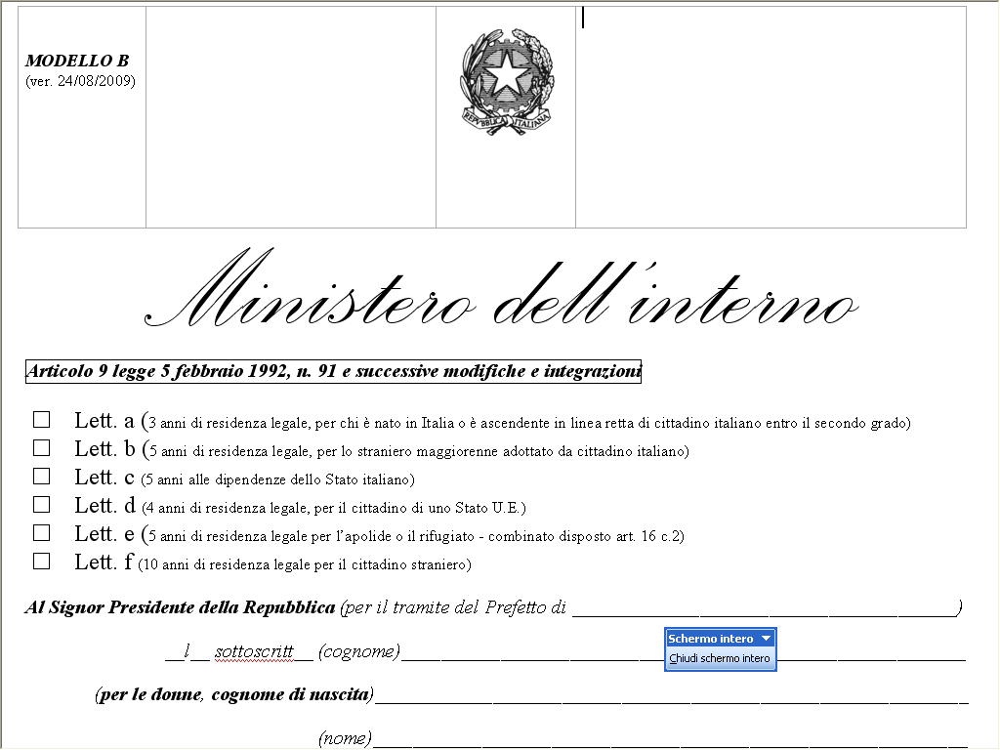 MODELLO B
(ver. 24/08/2009)
REPVBBLICA ITALIANA
Ministero dell'interno
Articolo 9 legge 5 febbraio 1992, n. 91 e successive modifiche e integrazioni
Lett. a (3 anni di residenza legale, per chi è nato in Italia o è ascendente in linea retta di cittadino italiano entro il secondo grado)
Lett. b (5 anni di residenza legale, per lo straniero maggiorenne adottato da cittadino italiano)
Lett. c (5 anni alle dipendenze dello Stato italiano)
Lett. d (4 anni di residenza legale, per il cittadino di uno Stato U.E.)
Lett. e (5 anni di residenza legale per l'apolide o il rifugiato - combinato disposto art. 16 c.2)
Lett. f (10 anni di residenza legale per il cittadino straniero)
Al Signor Presidente della Repubblica (per il tramite del Prefetto di ______________________________________)
__l__ sottoscritt__ (cognome)______________________________
Schermo intero
Chiudi schermo intero
(per le donne, cognome di nascita)______________________________
(nome)______________________________